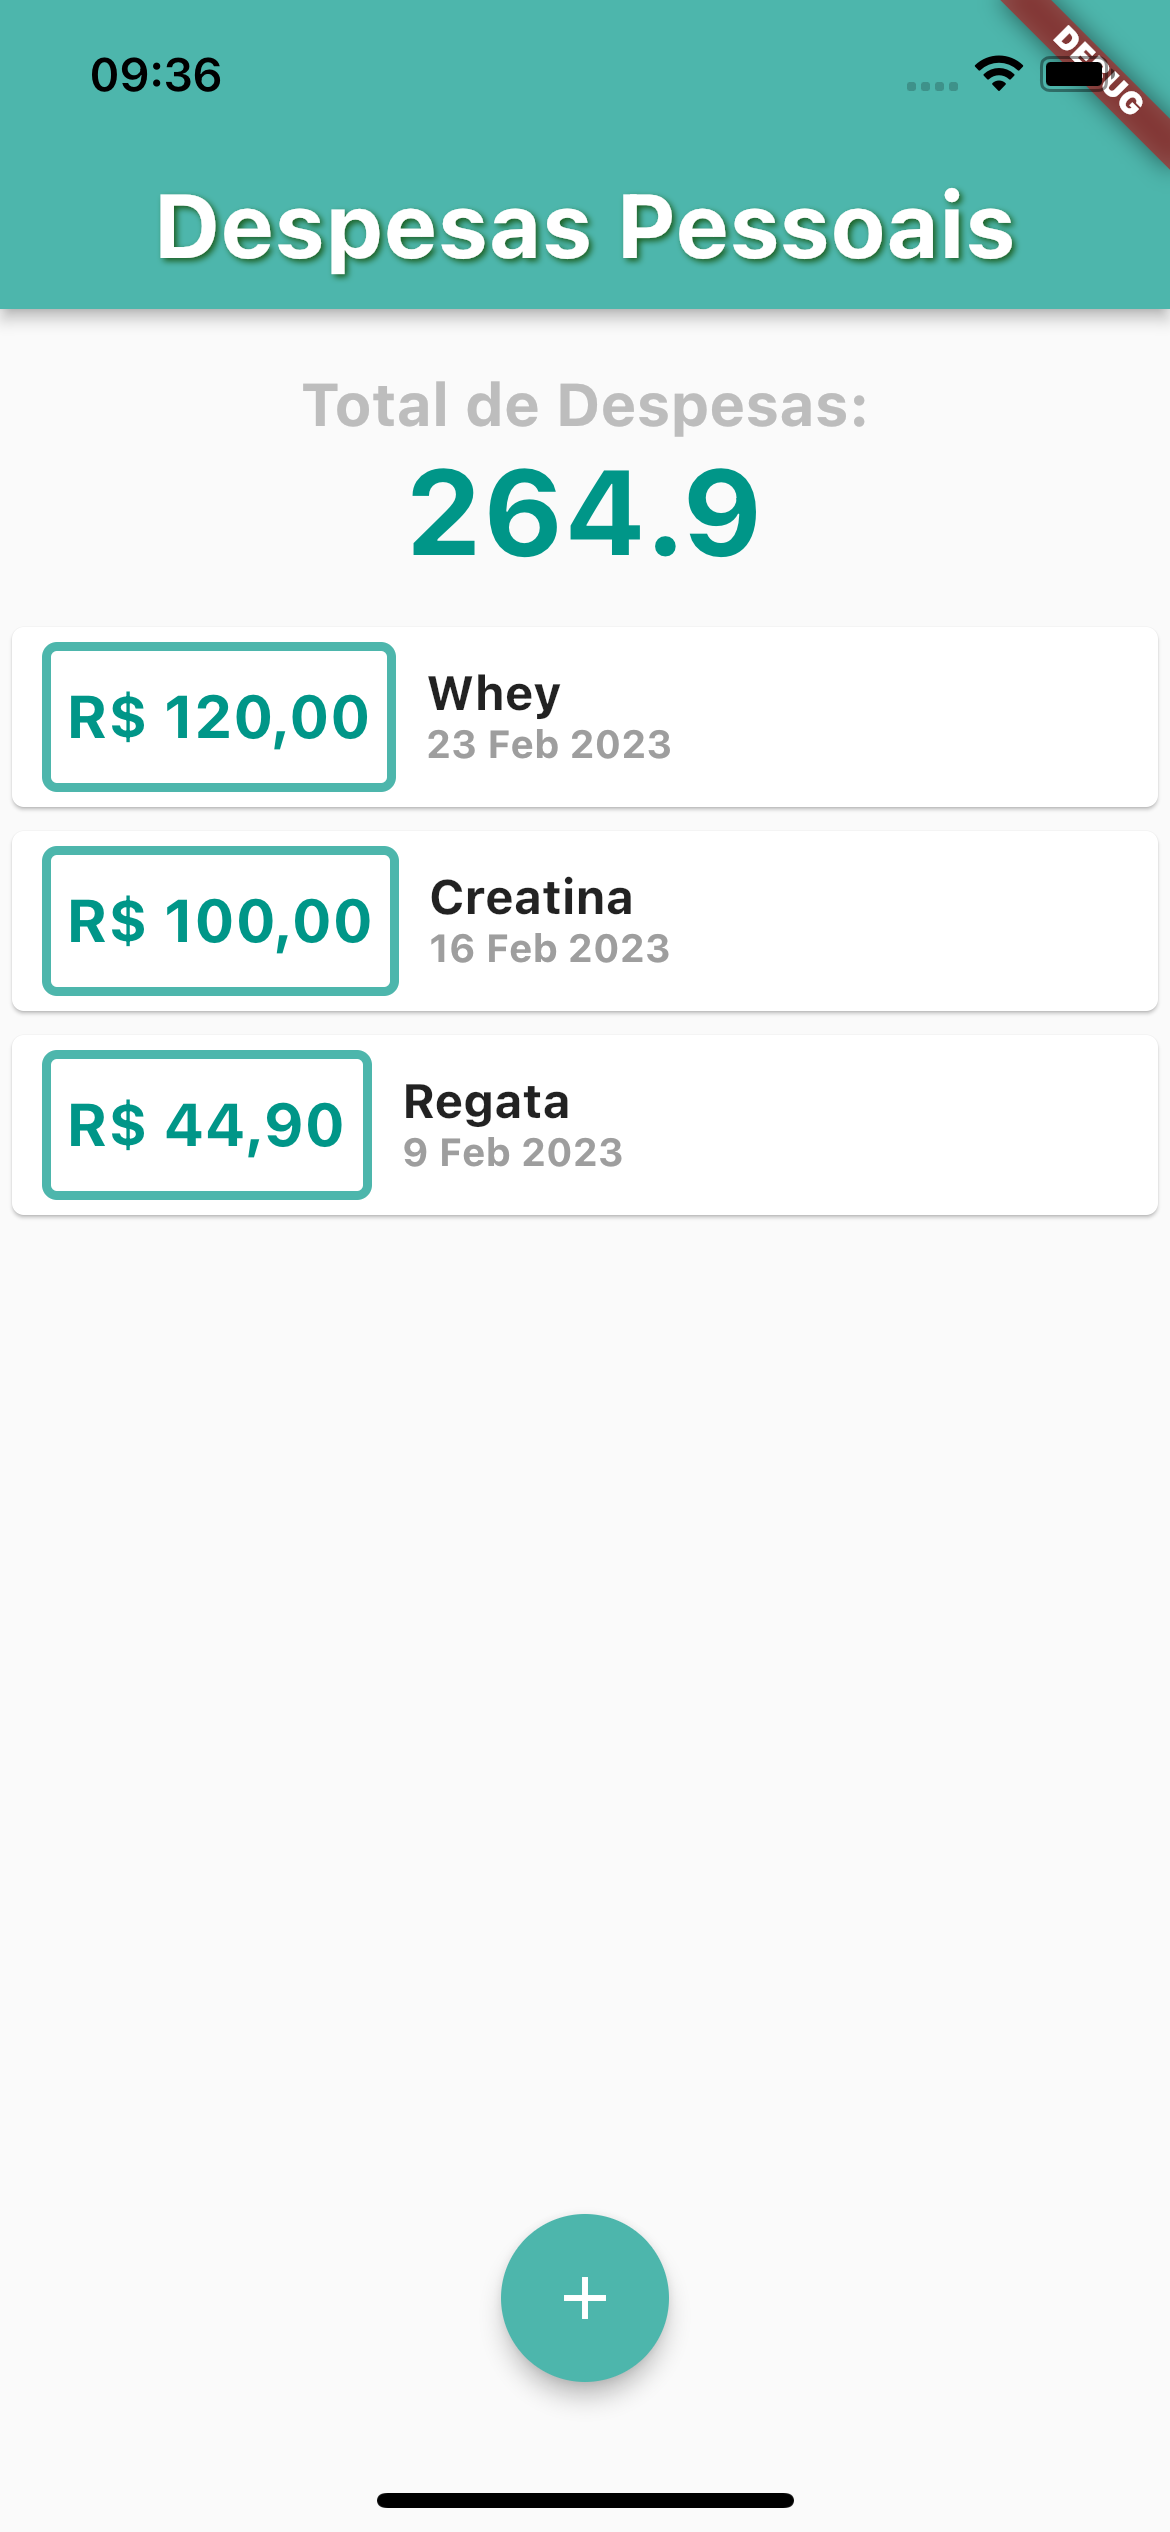 09:36
DEBUG
Despesas Pessoais
Total de Despesas:
264.9
R$ 120,00
Whey
23 Feb 2023
R$ 100,00
Creatina
16 Feb 2023
R$ 44,90
Regata
9 Feb 2023